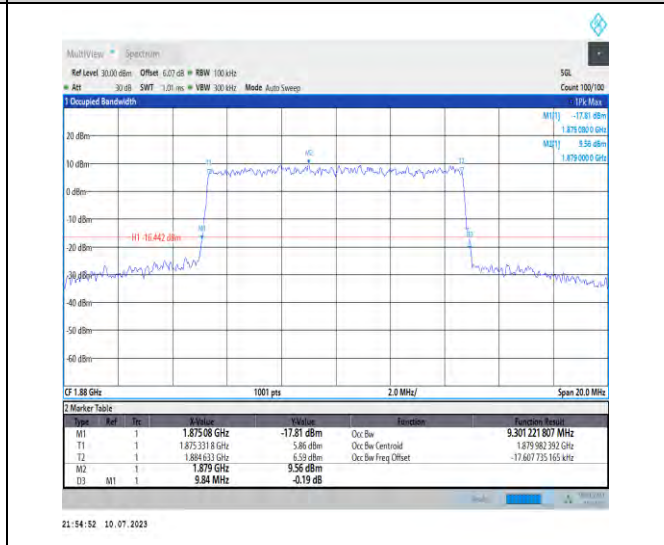 MultiView Spectrum
Ref Level 30.00 dBm Offset 6.07 dB RBW 100 kHz SGL
Att 30 dB SWT 1.01 ms VBW 300 kHz Mode Auto Sweep Count 100/100
1 Occupied Bandwidth 1Pk Max
M1[1] -17.81 dBm
1.875 080 0 GHz
20 dBm
M2[1] 9.56 dBm
1.879 000 0 GHz
M2
T1 T2
10 dBm
0 dBm
-10 dBm
M1
H1 -16.442 dBm
D3
-20 dBm
-30 dBm
-40 dBm
-50 dBm
-60 dBm
CF 1.88 GHz 1001 pts 2.0 MHz/ Span 20.0 MHz
2 Marker Table
Type Ref Trc X-Value Y-Value Function Function Result
M1 1 1.87508 GHz -17.81 dBm Occ Bw 9.301 221 807 MHz
T1 1 1.875 331 8 GHz 5.86 dBm Occ Bw Centroid 1.879 982 392 GHz
T2 1 1.884 633 GHz 6.59 dBm Occ Bw Freq Offset -17.607 735 165 kHz
M2 1 1.879 GHz 9.56 dBm
D3 M1 1 9.84 MHz -0.19 dB
21:54:52 10.07.2023